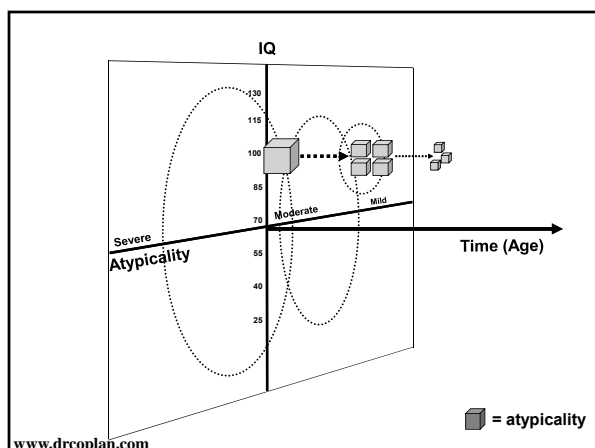 IQ
130
115
100
85
Moderate
Mild
70
Severe
Atypicality
Time (Age)
55
40
25
= atypicality
www.drcoplan.com